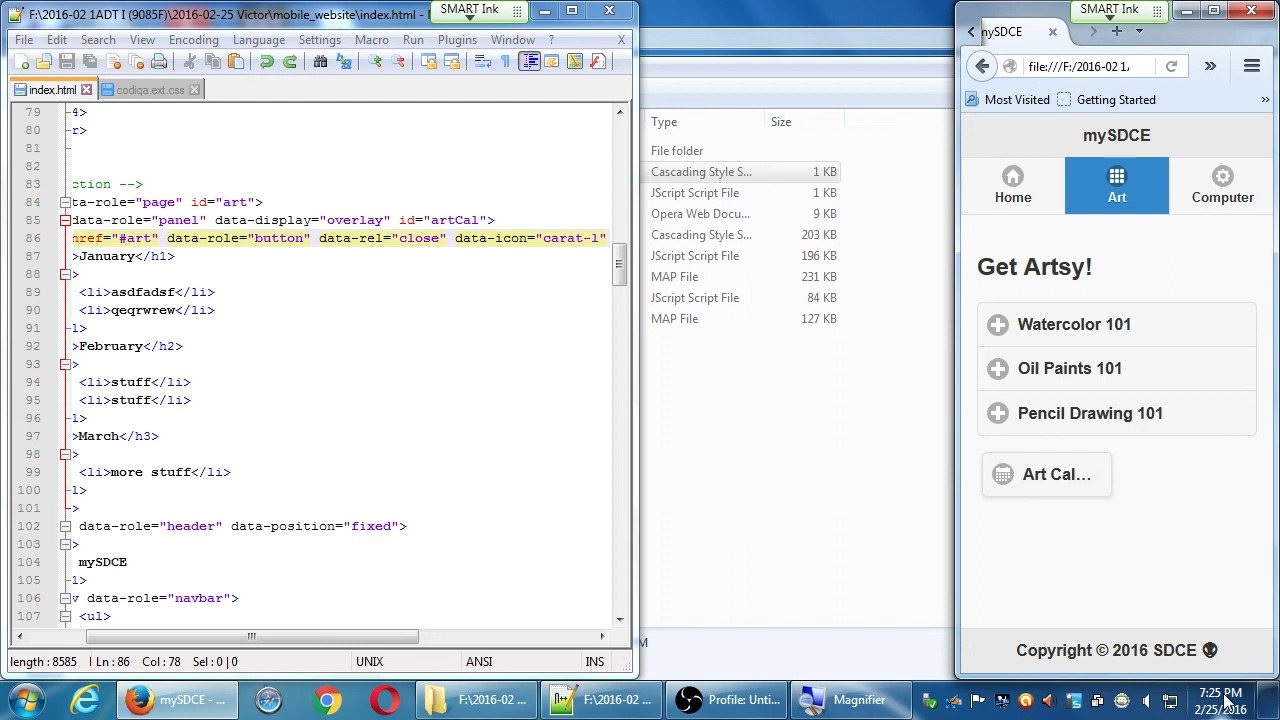 F:\2016-02 1ADT I (9085F)\2016-02-25 Victor\mobile_website\index.html - 
SMART Ink
File Edit Search View Encoding Language Settings Macro Run Plugins Window ? X
index.html
codiqa.ext.css
79 4>
80 r>
81
82
83 ction -->
84 ta-role="page" id="art">
85 data-role="panel" data-display="overlay" id="artCal">
86 href="#art" data-role="button" data-rel="close" data-icon="carat-l"
87 >January</h1>
88 >
89 <li>asdfadsf</li>
90 <li>qeqrwrew</li>
91 l>
92 >February</h2>
93 >
94 <li>stuff</li>
95 <li>stuff</li>
96 l>
97 >March</h3>
98 >
99 <li>more stuff</li>
100 l>
101 >
102 data-role="header" data-position="fixed">
103 >
104 mySDCE
105 l>
106 v data-role="navbar">
107 <ul>
length : 8585 Ln : 86 Col : 78 Sel : 0 | 0 UNIX ANSI INS
Type Size
File folder
Cascading Style S... 1 KB
JScript Script File 1 KB
Opera Web Docu... 9 KB
Cascading Style S... 203 KB
JScript Script File 196 KB
MAP File 231 KB
JScript Script File 84 KB
MAP File 127 KB
SMART Ink
mySDCE
file:///F:/2016-02 1
Most Visited Getting Started
mySDCE
Home Art Computer
Get Artsy!
Watercolor 101
Oil Paints 101
Pencil Drawing 101
Art Cal...
Copyright © 2016 SDCE
mySDCE - ...
F:\2016-02 ...
F:\2016-02 ...
Profile: Unti...
Magnifier
7:25 PM
2/25/2016